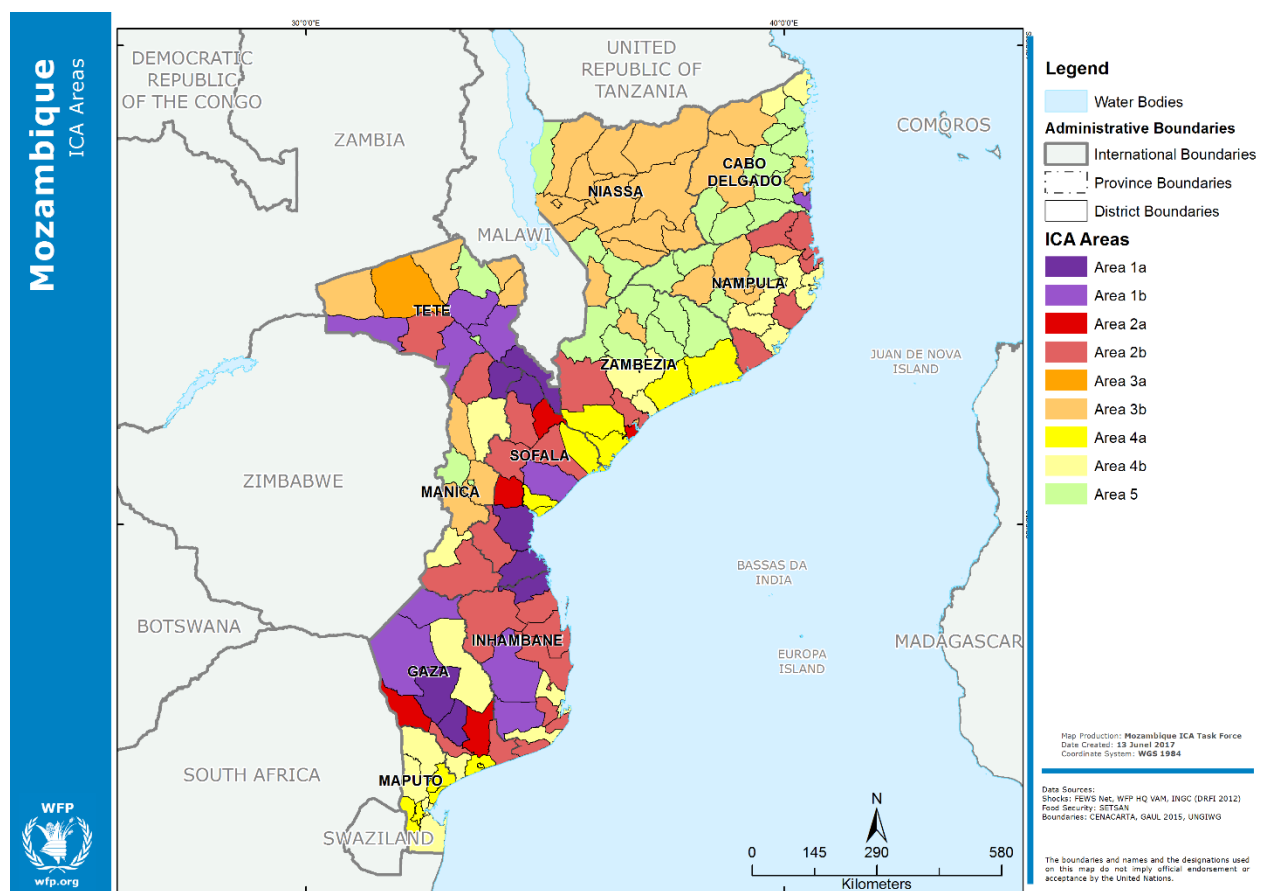 Mozambique
ICA Areas
WFP
wfp.org
30°0'0"E
40°0'0"E
DEMOCRATIC
REPUBLIC
OF THE CONGO
UNITED
REPUBLIC OF
TANZANIA
ZAMBIA
COMOROS
CABO
DELGADO
NIASSA
MALAWI
NAMPULA
TETE
JUAN DE NOVA
ISLAND
ZAMBEZIA
SOFALA
ZIMBABWE
MANICA
BASSAS DA
INDIA
BOTSWANA
INHAMBANE
MADAGASCAR
EUROPA
ISLAND
GAZA
SOUTH AFRICA
MAPUTO
SWAZILAND
N
0 145 290 580
Kilometers
Legend
Water Bodies
Administrative Boundaries
International Boundaries
Province Boundaries
District Boundaries
ICA Areas
Area 1a
Area 1b
Area 2a
Area 2b
Area 3a
Area 3b
Area 4a
Area 4b
Area 5
Map Production: Mozambique ICA Task Force
Date Created: 13 Junel 2017
Coordinate System: WGS 1984
Data Sources:
Shocks: FEWS Net, WFP HQ VAM, INGC (DRFI 2012)
Food Security: SETSAN
Boundaries: CENACARTA, GAUL 2015, UNGIWG
The boundaries and names and the designations used
on this map do not imply official endorsement or
acceptance by the United Nations.